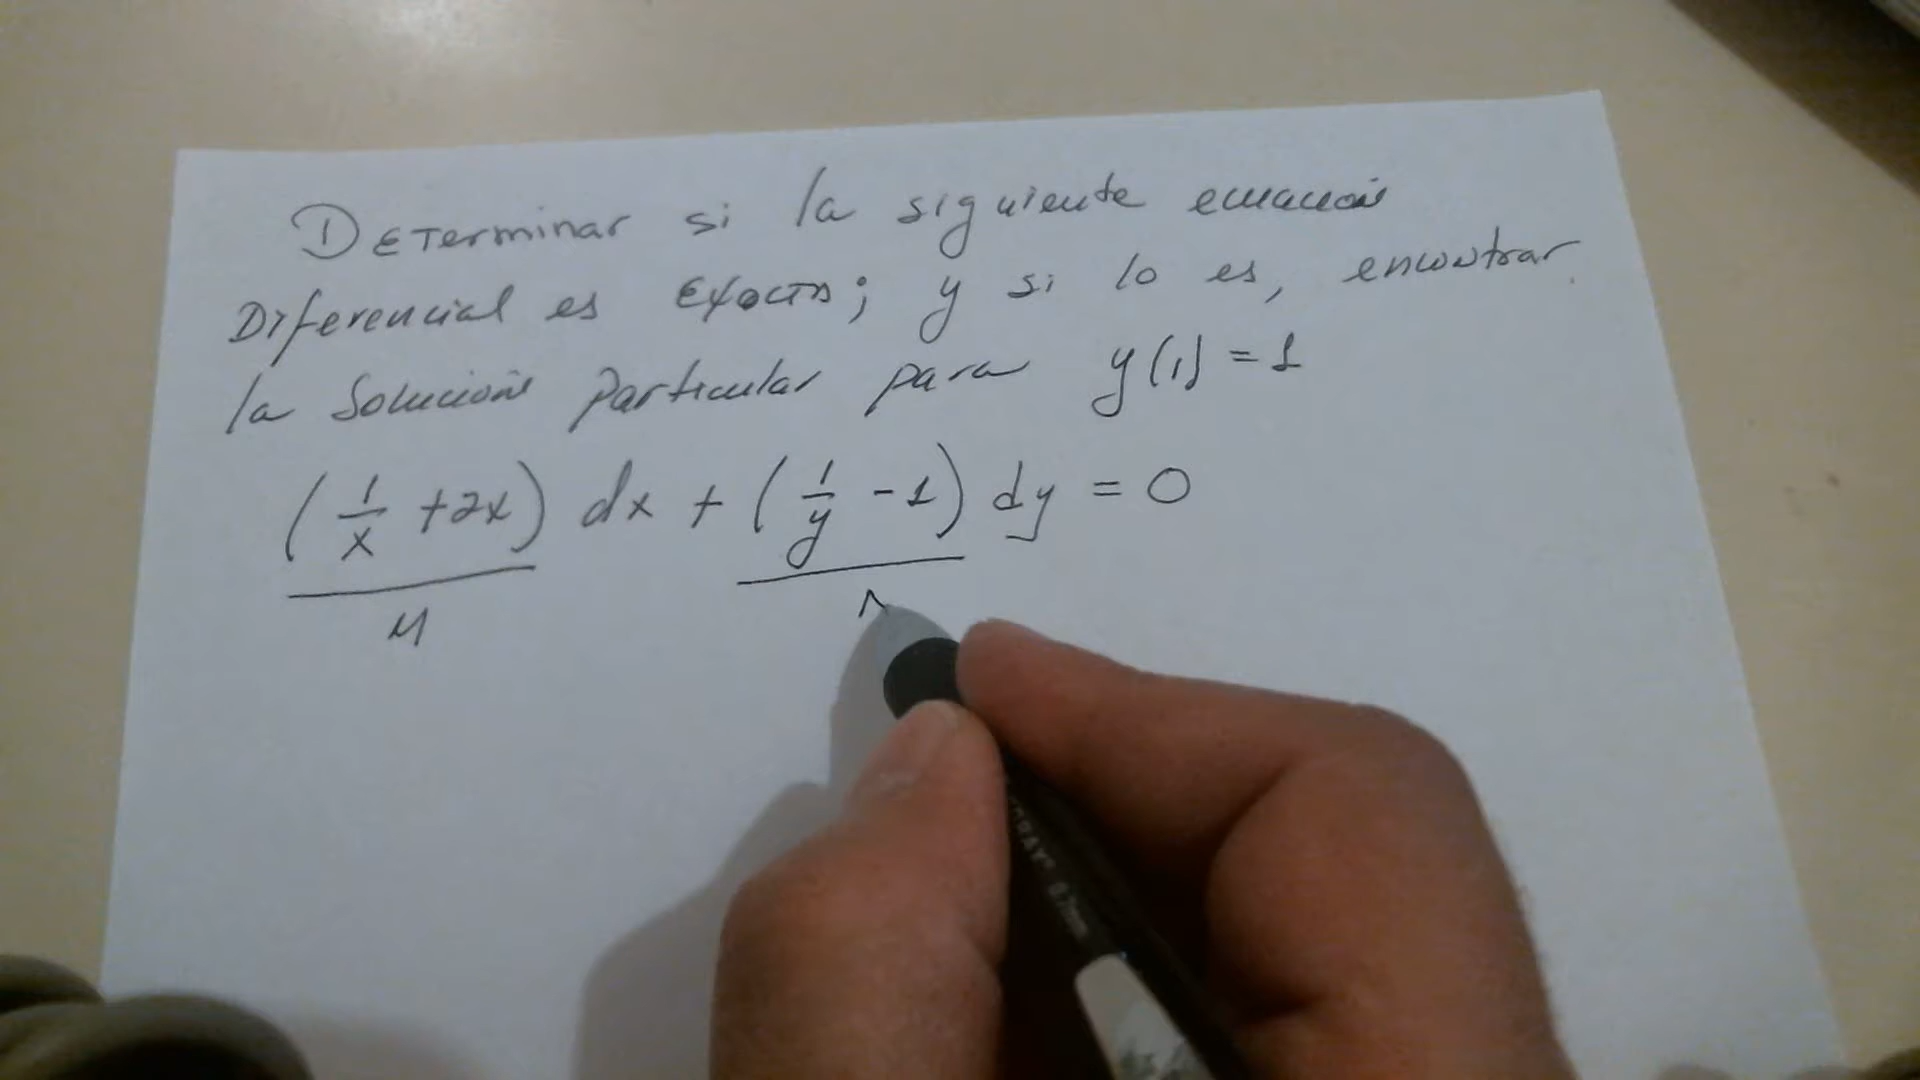 Determinar si la siguiente ecuación
Diferencial es Exacta; y si lo es, encontrar
la Solución Particular para y(1) = 1
(1/x + 2x) dx + (1/y - 1) dy = 0
M